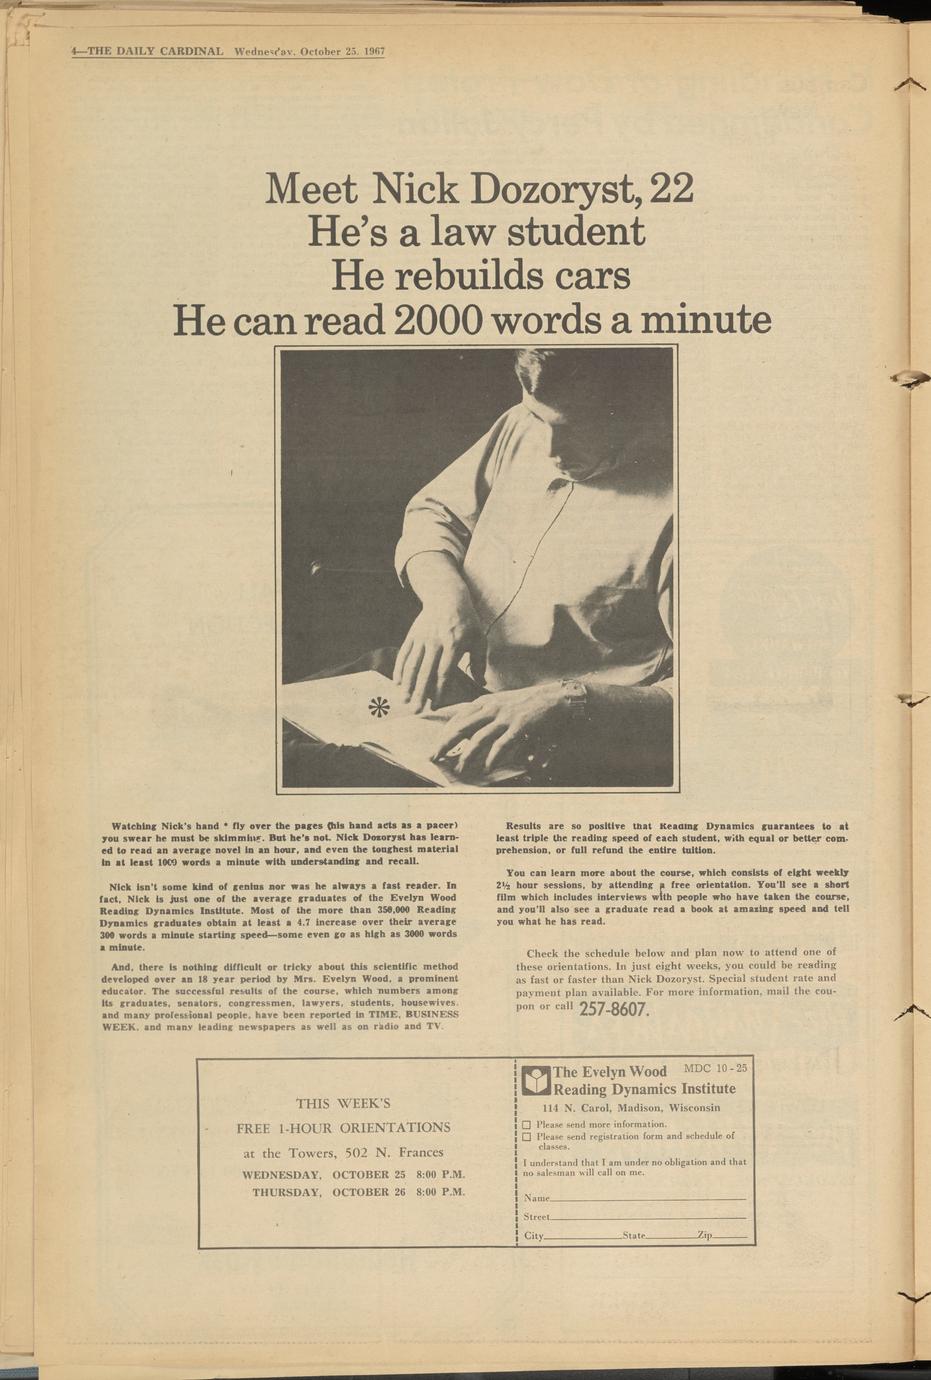 4—THE DAILY CARDINAL Wednesday, October 25, 1967
Meet Nick Dozoryst, 22
He's a law student
He rebuilds cars
He can read 2000 words a minute
*
Watching Nick's hand * fly over the pages (his hand acts as a pacer)
you swear he must be skimming. But he's not. Nick Dozoryst has learn-
ed to read an average novel in an hour, and even the toughest material
in at least 1000 words a minute with understanding and recall.
Nick isn't some kind of genius nor was he always a fast reader. In
fact, Nick is just one of the average graduates of the Evelyn Wood
Reading Dynamics Institute. Most of the more than 350,000 Reading
Dynamics graduates obtain at least a 4.7 increase over their average
300 words a minute starting speed—some even go as high as 3000 words
a minute.
And, there is nothing difficult or tricky about this scientific method
developed over an 18 year period by Mrs. Evelyn Wood, a prominent
educator. The successful results of the course, which numbers among
its graduates, senators, congressmen, lawyers, students, housewives,
and many professional people, have been reported in TIME, BUSINESS
WEEK, and many leading newspapers as well as on radio and TV.
Results are so positive that Reading Dynamics guarantees to at
least triple the reading speed of each student, with equal or better com-
prehension, or full refund the entire tuition.
You can learn more about the course, which consists of eight weekly
2½ hour sessions, by attending a free orientation. You'll see a short
film which includes interviews with people who have taken the course,
and you'll also see a graduate read a book at amazing speed and tell
you what he has read.
Check the schedule below and plan now to attend one of
these orientations. In just eight weeks, you could be reading
as fast or faster than Nick Dozoryst. Special student rate and
payment plan available. For more information, mail the cou-
pon or call 257-8607.
THIS WEEK'S
FREE 1-HOUR ORIENTATIONS
at the Towers, 502 N. Frances
WEDNESDAY, OCTOBER 25 8:00 P.M.
THURSDAY, OCTOBER 26 8:00 P.M.
The Evelyn Wood MDC 10-25
Reading Dynamics Institute
114 N. Carol, Madison, Wisconsin
Please send more information.
Please send registration form and schedule of
classes.
I understand that I am under no obligation and that
no salesman will call on me.
Name
Street
City State Zip